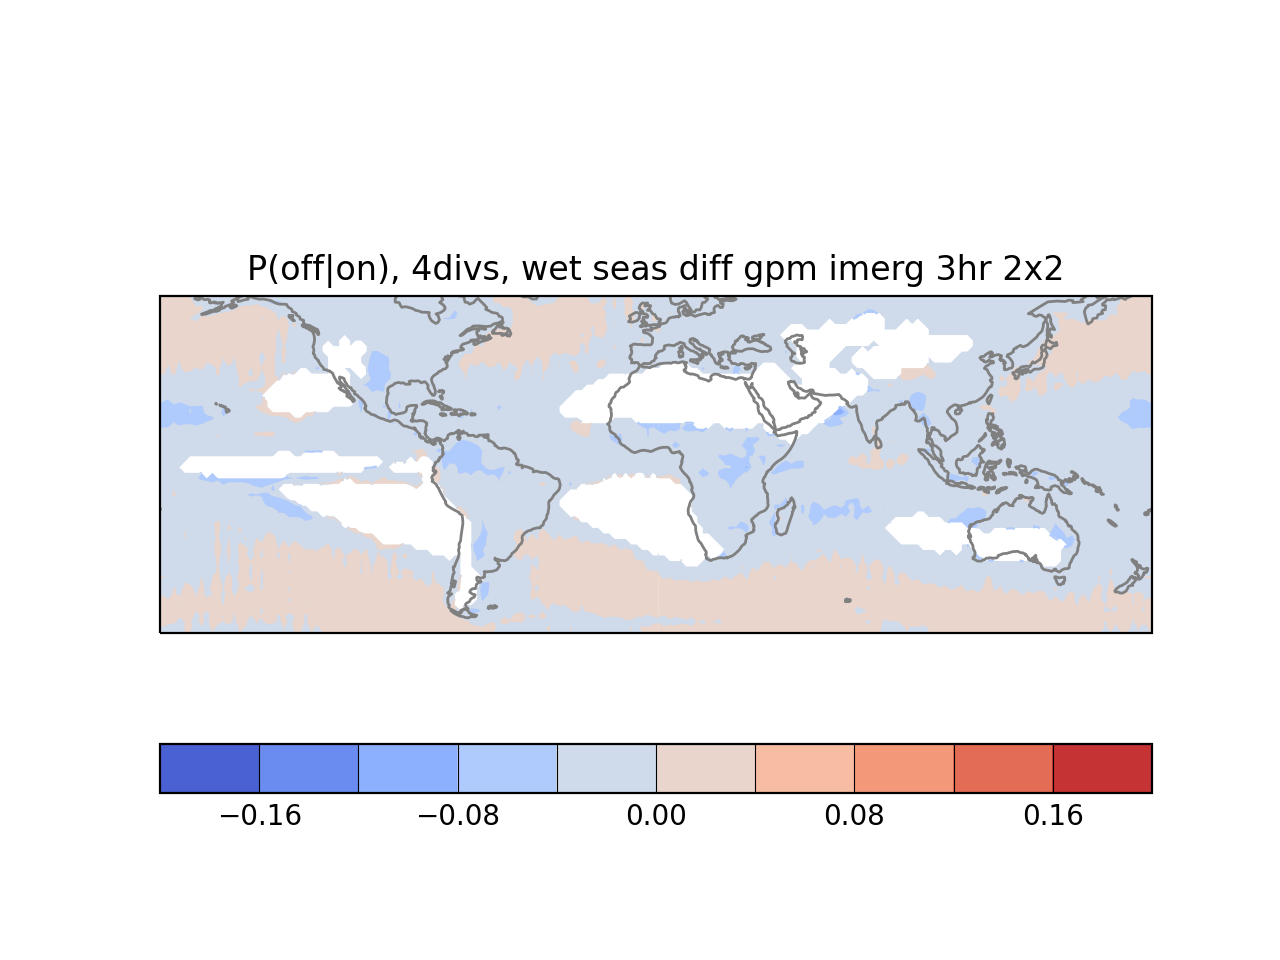 P(off|on), 4divs, wet seas diff gpm imerg 3hr 2x2
−0.16 −0.08 0.00 0.08 0.16